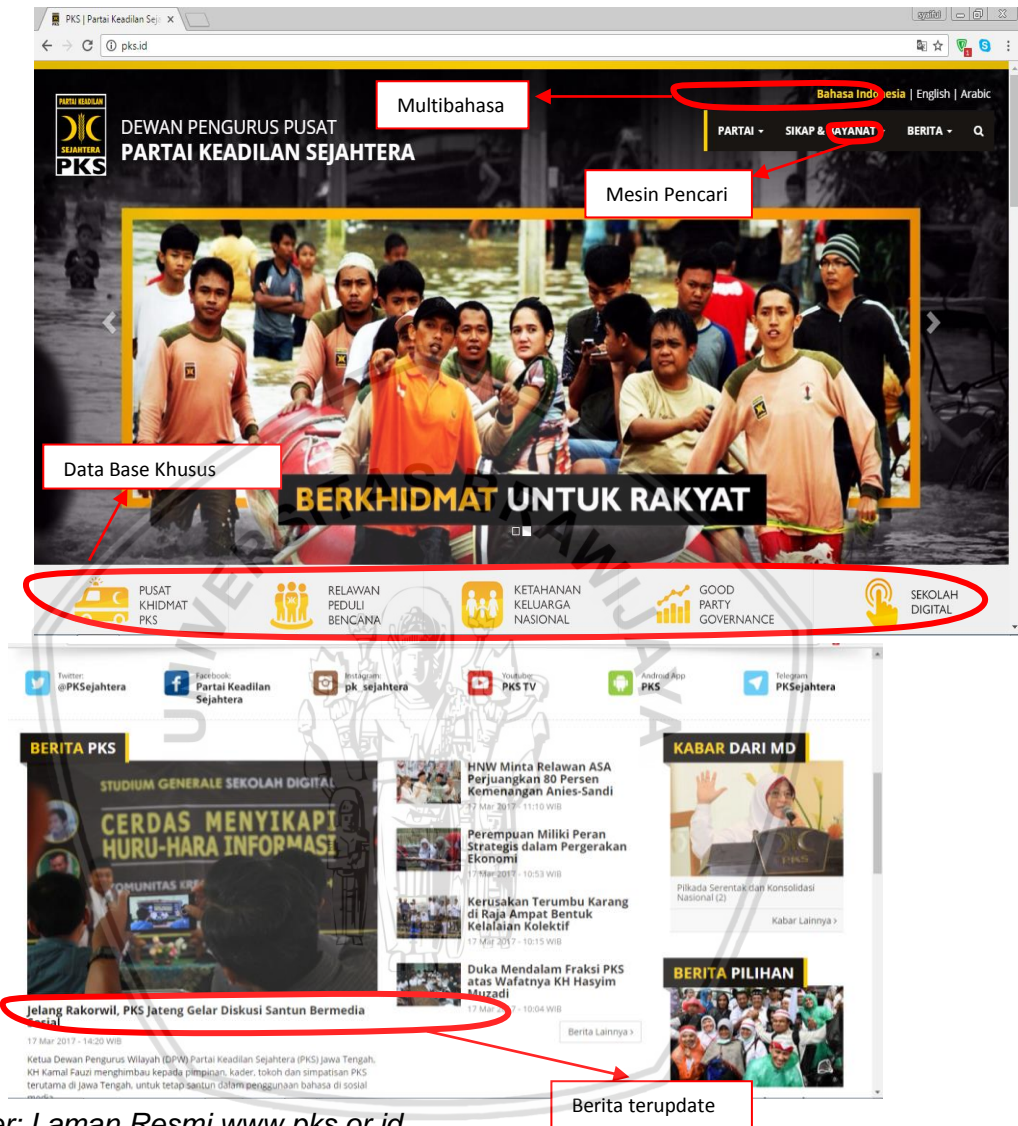 PKS | Partai Keadilan Sej
syaiful
pks.id
Bahasa Indonesia | English | Arabic
Multibahasa
PARTAI KEADILAN
SEJAHTERA
PKS
DEWAN PENGURUS PUSAT
PARTAI KEADILAN SEJAHTERA
PARTAI
SIKAP & BAYANAT
BERITA
Mesin Pencari
Data Base Khusus
BERKHIDMAT UNTUK RAKYAT
PUSAT
KHIDMAT
PKS
RELAWAN
PEDULI
BENCANA
KETAHANAN
KELUARGA
NASIONAL
GOOD
PARTY
GOVERNANCE
SEKOLAH
DIGITAL
UNIVERSITAS BRAWIJAYA
Twitter:
@PKSejahtera
Facebook:
Partai Keadilan
Sejahtera
Instagram:
pk_sejahtera
Youtube:
PKS TV
Android App
PKS
Telegram
PKSejahtera
BERITA PKS
STUDIUM GENERALE SEKOLAH DIGITAL
CERDAS MENYIKAPI
HURU-HARA INFORMASI
Jelang Rakorwil, PKS Jateng Gelar Diskusi Santun Bermedia
Sosial
17 Mar 2017 - 14:20 WIB
Ketua Dewan Pengurus Wilayah (DPW) Partai Keadilan Sejahtera (PKS) Jawa Tengah,
KH Kamal Fauzi menghimbau kepada pimpinan, kader, tokoh dan simpatisan PKS
terutama di Jawa Tengah, untuk tetap santun dalam penggunaan bahasa di sosial
media
HNW Minta Relawan ASA
Perjuangkan 80 Persen
Kemenangan Anies-Sandi
17 Mar 2017 - 11:10 WIB
Perempuan Miliki Peran
Strategis dalam Pergerakan
Ekonomi
17 Mar 2017 - 10:53 WIB
Kerusakan Terumbu Karang
di Raja Ampat Bentuk
Kelalaian Kolektif
17 Mar 2017 - 10:15 WIB
Duka Mendalam Fraksi PKS
atas Wafatnya KH Hasyim
Muzadi
17 Mar 2017 - 10:04 WIB
Berita Lainnya >
KABAR DARI MD
PKS
Pilkada Serentak dan Konsolidasi
Nasional (2)
Kabar Lainnya >
BERITA PILIHAN
Berita terupdate
er: Laman Resmi www.pks.or.id